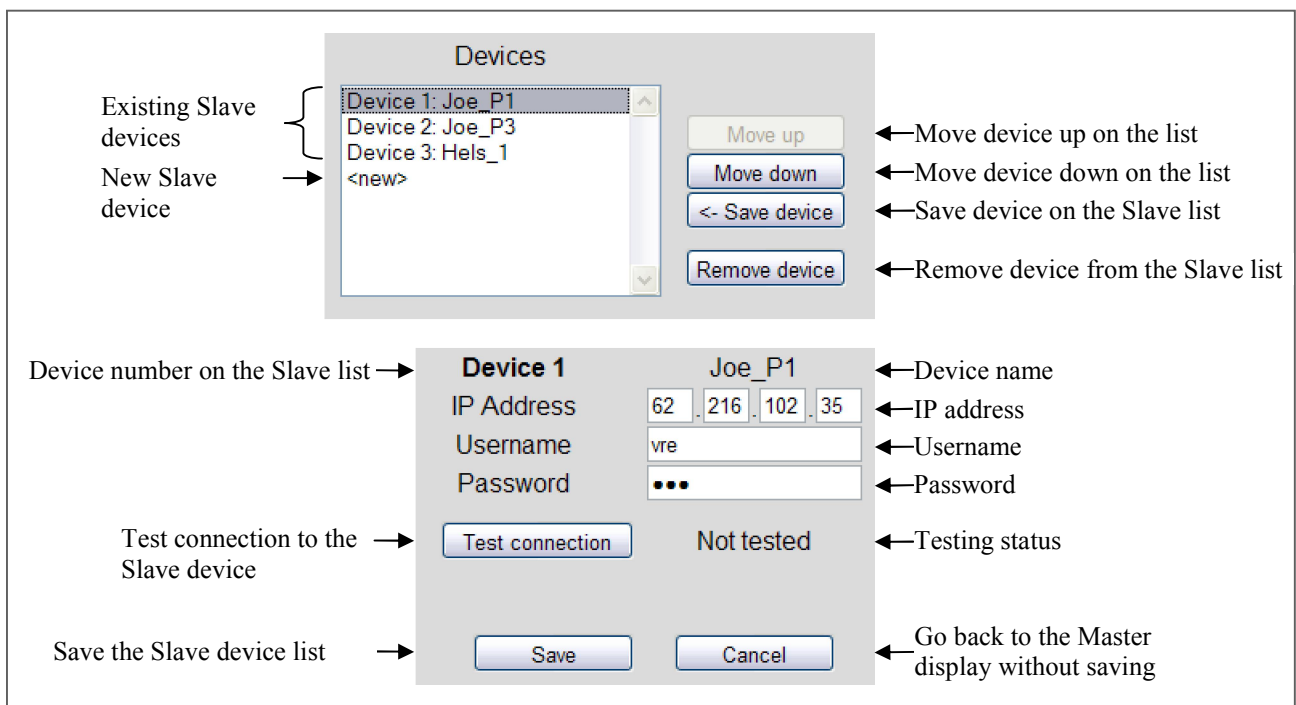 Devices
Existing Slave
devices
Device 1: Joe_P1
Device 2: Joe_P3
Device 3: Hels_1
New Slave
device
<new>
Move up
Move device up on the list
Move down
Move device down on the list
<- Save device
Save device on the Slave list
Remove device
Remove device from the Slave list
Device number on the Slave list
Device 1
Joe_P1
Device name
IP Address
62 . 216 . 102 . 35
IP address
Username
vre
Username
Password
•••
Password
Test connection to the
Slave device
Test connection
Not tested
Testing status
Save the Slave device list
Save
Cancel
Go back to the Master
display without saving